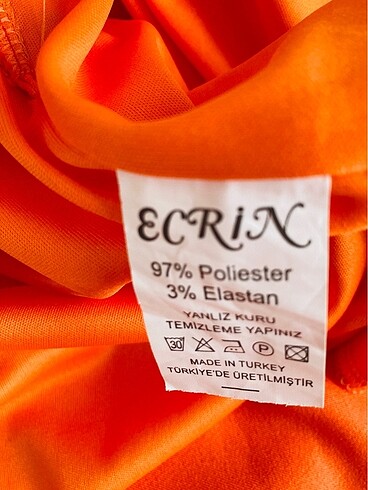 ECRiN
97% Poliester
3% Elastan
YANLIZ KURU
TEMİZLEME YAPINIZ
30 P
MADE IN TURKEY
TÜRKİYE'DE ÜRETİLMİŞTİR